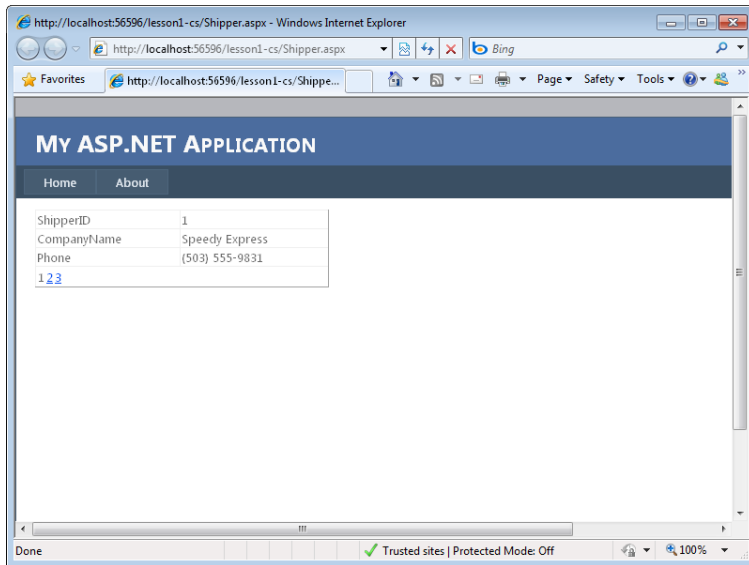 http://localhost:56596/lesson1-cs/Shipper.aspx - Windows Internet Explorer
http://localhost:56596/lesson1-cs/Shipper.aspx
Bing
Favorites
http://localhost:56596/lesson1-cs/Shippe...
Page Safety Tools
»
MY ASP.NET APPLICATION
Home About
ShipperID 1
CompanyName Speedy Express
Phone (503) 555-9831
1 2 3
Done
Trusted sites | Protected Mode: Off
100%